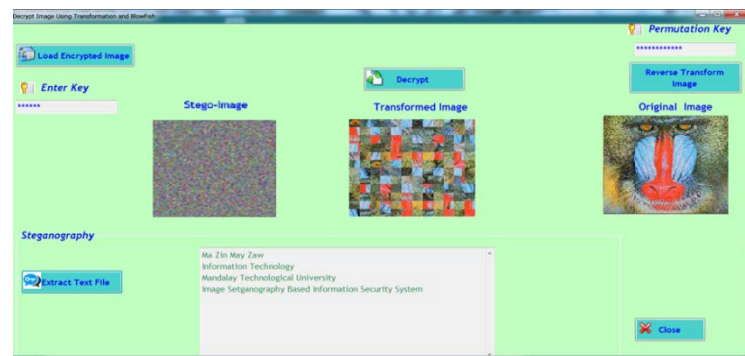 Decrypt Image Using Transformation and BlowFish
Permutation Key
************
Load Encrypted Image
Decrypt
Reverse Transform
Image
Enter Key
******
Stego-Image
Transformed Image
Original Image
Steganography
Extract Text File
Ma Zin May Zaw
Information Technology
Mandalay Technological University
Image Setganography Based Information Security System
Close